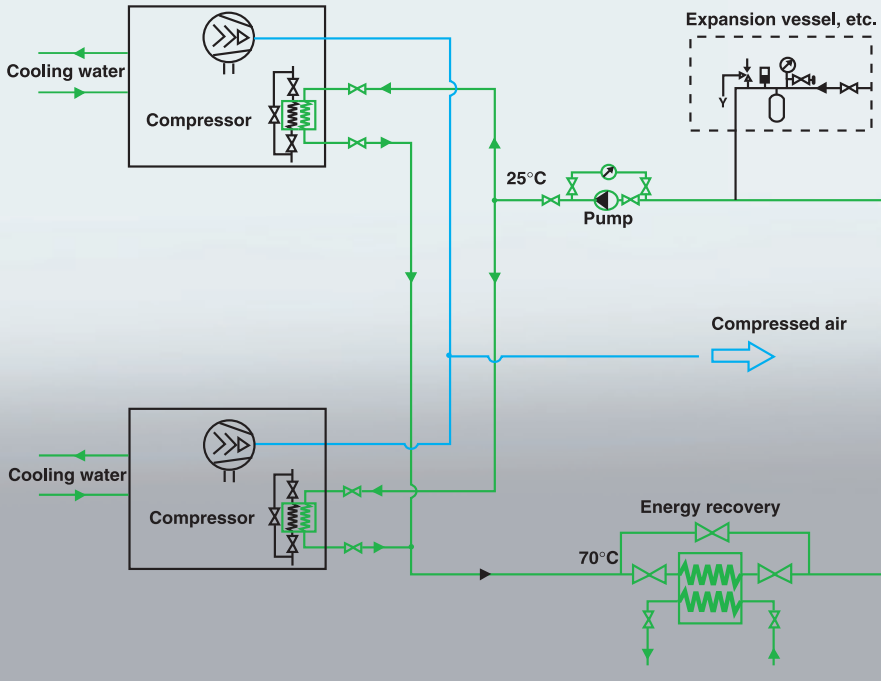 Expansion vessel, etc.
Cooling water
Compressor
Y
25°C
Pump
Compressed air
Cooling water
Compressor
Energy recovery
70°C